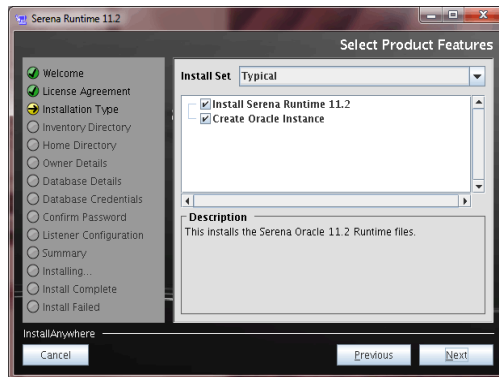 Serena Runtime 11.2
Select Product Features
Welcome
License Agreement
Installation Type
Inventory Directory
Home Directory
Owner Details
Database Details
Database Credentials
Confirm Password
Listener Configuration
Summary
Installing...
Install Complete
Install Failed
Install Set Typical
Install Serena Runtime 11.2
Create Oracle Instance
Description
This installs the Serena Oracle 11.2 Runtime files.
InstallAnywhere
Cancel Previous Next